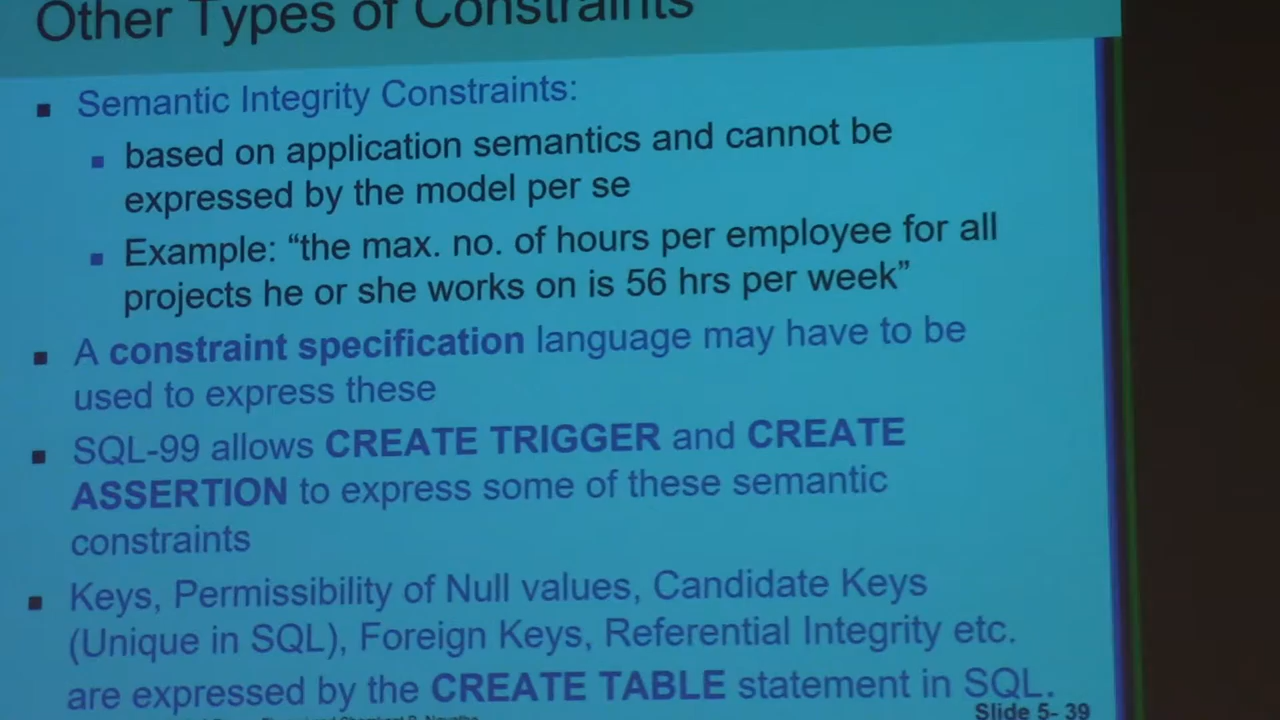 Other Types of Constraints
Semantic Integrity Constraints:
based on application semantics and cannot be
expressed by the model per se
Example: “the max. no. of hours per employee for all
projects he or she works on is 56 hrs per week”
A constraint specification language may have to be
used to express these
SQL-99 allows CREATE TRIGGER and CREATE
ASSERTION to express some of these semantic
constraints
Keys, Permissibility of Null values, Candidate Keys
(Unique in SQL), Foreign Keys, Referential Integrity etc.
are expressed by the CREATE TABLE statement in SQL.
Slide 5- 39